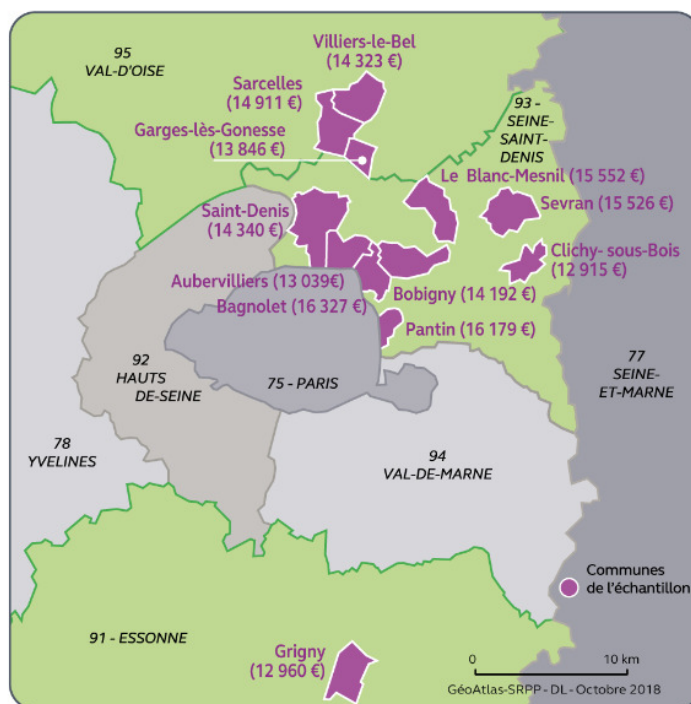 95
VAL-D'OISE
Villiers-le-Bel
(14 323 €)
Sarcelles
(14 911 €)
Garges-lès-Gonesse
(13 846 €)
93 -
SEINE-
SAINT-
DENIS
Le Blanc-Mesnil (15 552 €)
Sevran (15 526 €)
Saint-Denis
(14 340 €)
Clichy- sous-Bois
(12 915 €)
Aubervilliers (13 039€)
Bobigny (14 192 €)
Bagnolet (16 327 €)
Pantin (16 179 €)
92
HAUTS
DE-SEINE
75 - PARIS
77
SEINE-
ET-MARNE
78
YVELINES
94
VAL-DE-MARNE
Communes
de l'échantillon
91 - ESSONNE
Grigny
(12 960 €)
0
10 km
GéoAtlas-SRPP - DL - Octobre 2018